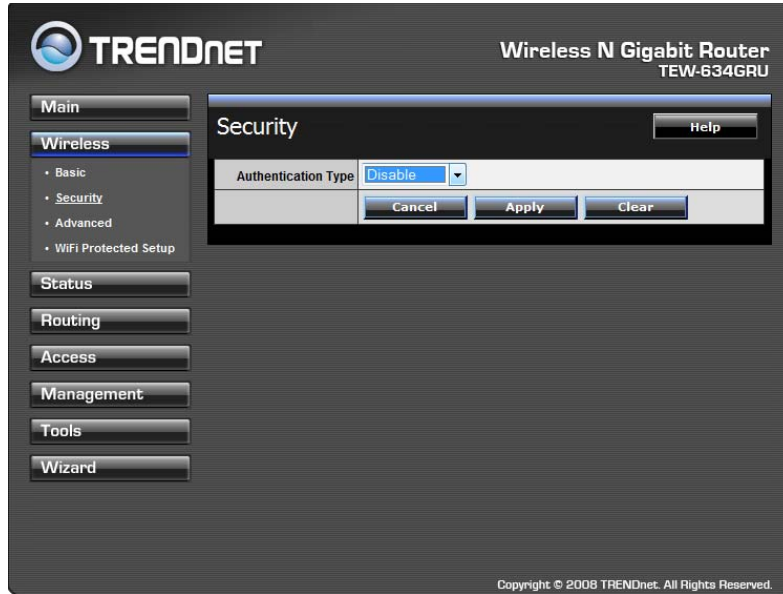 TRENDNET
Wireless N Gigabit Router
TEW-634GRU
Main
Wireless
• Basic
• Security
• Advanced
• WiFi Protected Setup
Status
Routing
Access
Management
Tools
Wizard
Security
Help
Authentication Type Disable
Cancel Apply Clear
Copyright © 2008 TRENDnet. All Rights Reserved.